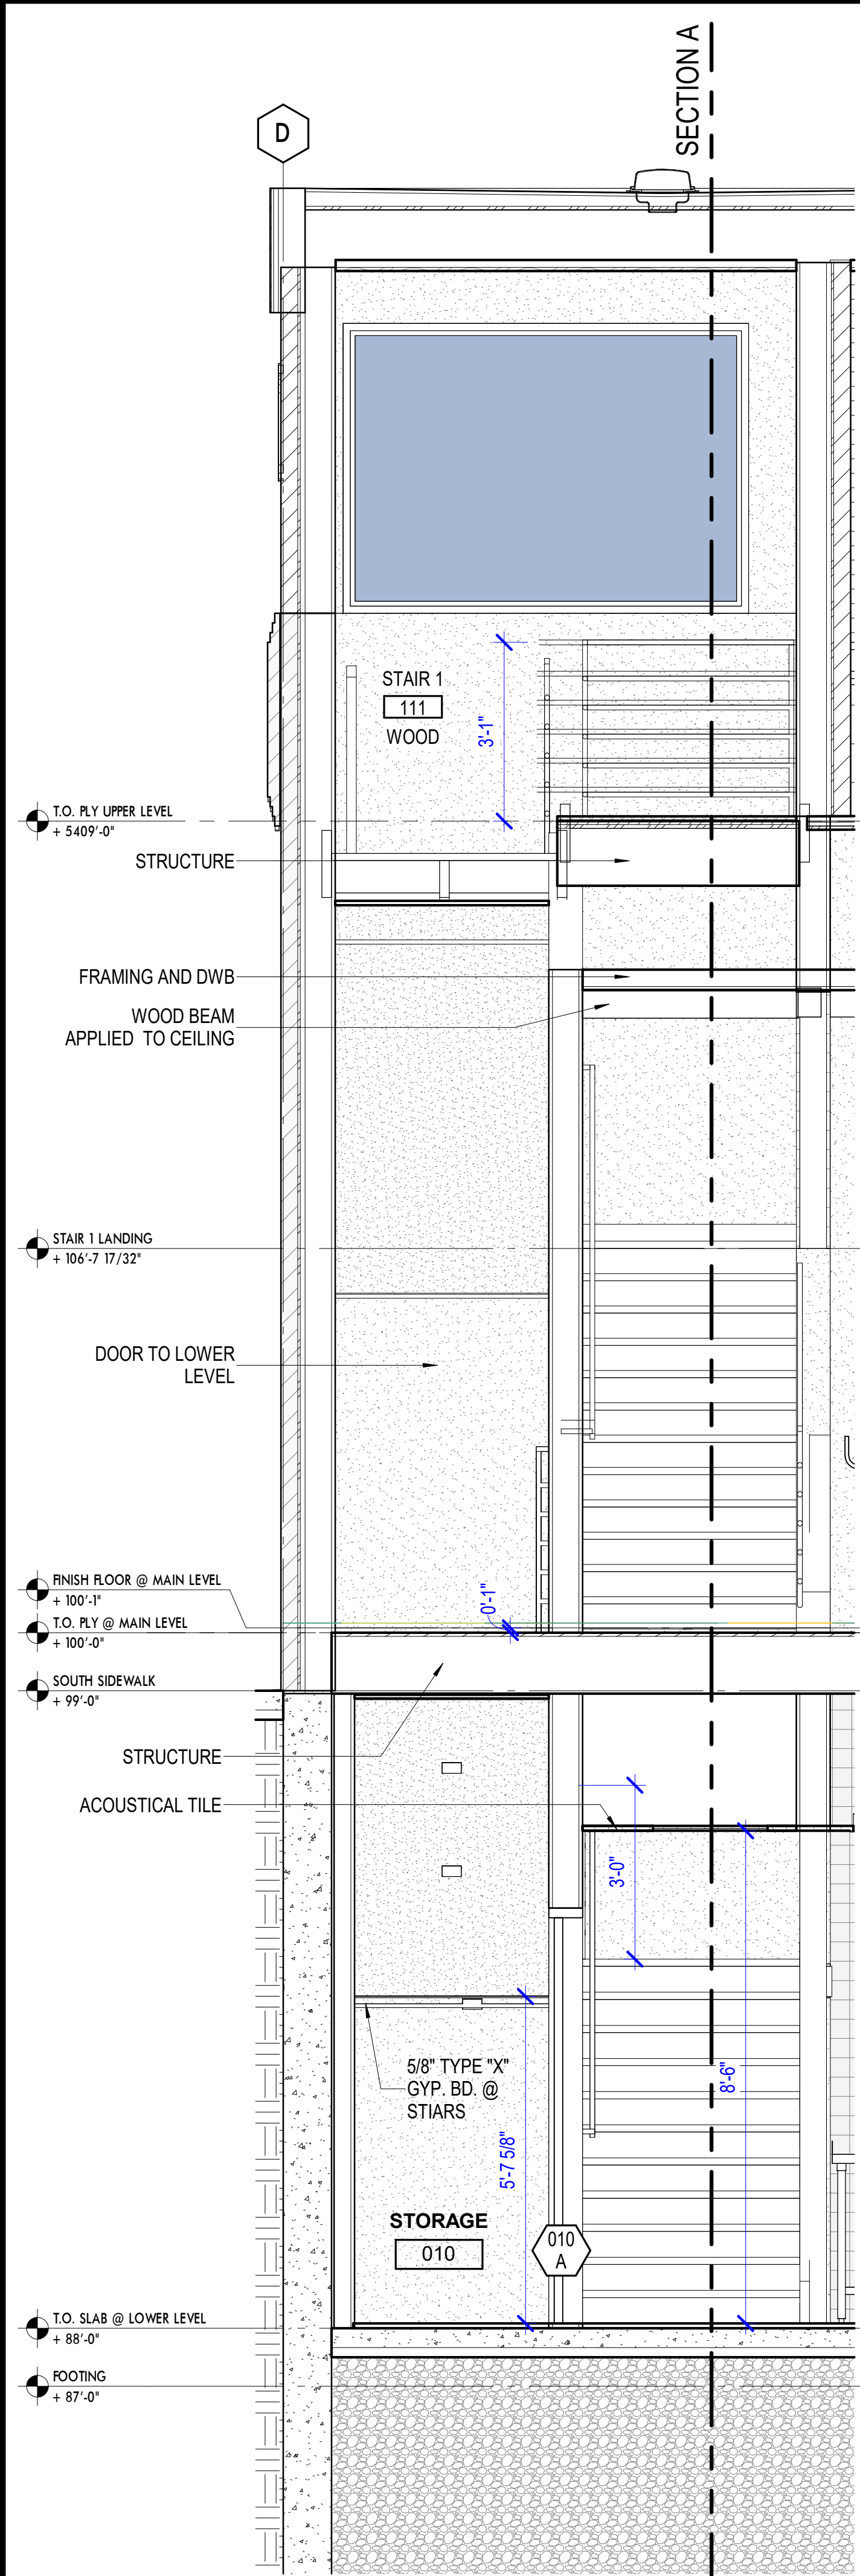 SECTION A
D
STAIR 1
111
WOOD
3'-1"
T.O. PLY UPPER LEVEL
+ 5409'-0"
STRUCTURE
FRAMING AND DWB
WOOD BEAM
APPLIED TO CEILING
STAIR 1 LANDING
+ 106'-7 17/32"
DOOR TO LOWER
LEVEL
FINISH FLOOR @ MAIN LEVEL
+ 100'-1"
0'-1"
T.O. PLY @ MAIN LEVEL
+ 100'-0"
SOUTH SIDEWALK
+ 99'-0"
STRUCTURE
ACOUSTICAL TILE
3'-0"
5/8" TYPE "X"
GYP. BD. @
STIARS
8'-6"
5'-7 5/8"
STORAGE
010
010
A
T.O. SLAB @ LOWER LEVEL
+ 88'-0"
FOOTING
+ 87'-0"